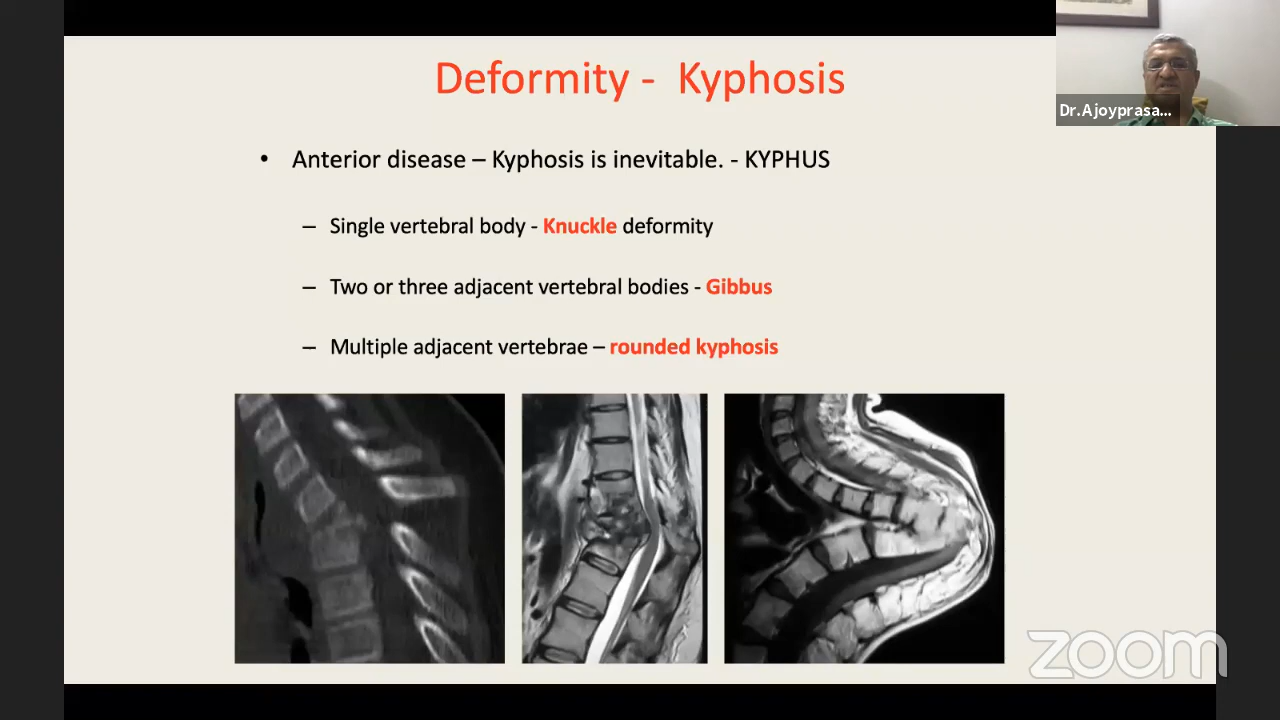 Deformity - Kyphosis
Dr.Ajoyprasa...
• Anterior disease – Kyphosis is inevitable. - KYPHUS
– Single vertebral body - Knuckle deformity
– Two or three adjacent vertebral bodies - Gibbus
– Multiple adjacent vertebrae – rounded kyphosis
zoom